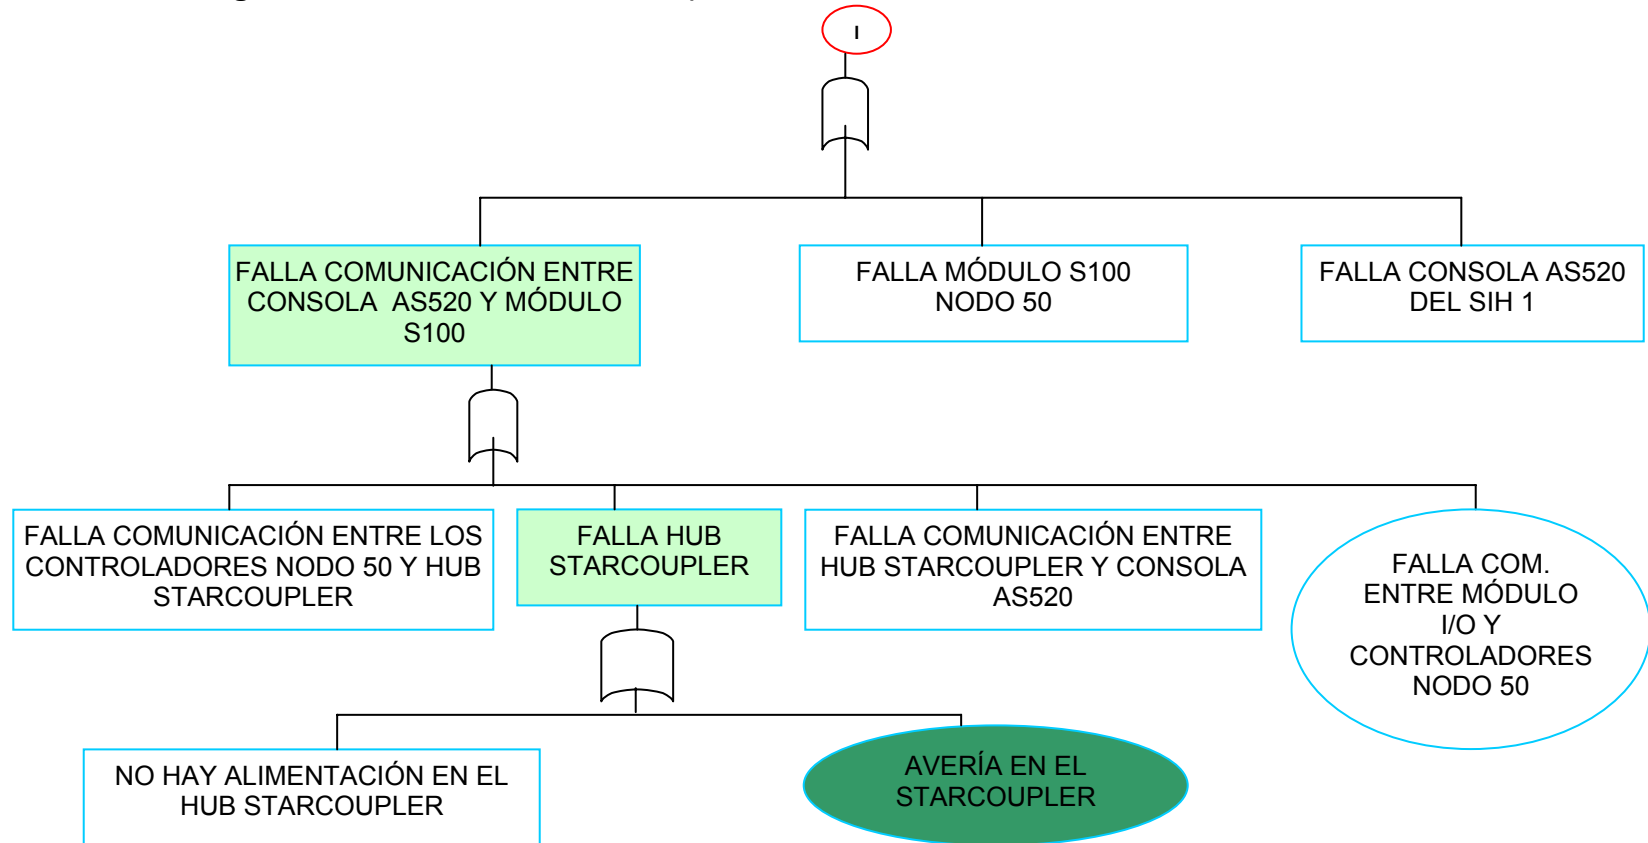 I
FALLA COMUNICACIÓN ENTRE
CONSOLA AS520 Y MÓDULO
S100
FALLA MÓDULO S100
NODO 50
FALLA CONSOLA AS520
DEL SIH 1
FALLA COMUNICACIÓN ENTRE LOS
CONTROLADORES NODO 50 Y HUB
STARCOUPLER
FALLA HUB
STARCOUPLER
FALLA COMUNICACIÓN ENTRE
HUB STARCOUPLER Y CONSOLA
AS520
FALLA COM.
ENTRE MÓDULO
I/O Y
CONTROLADORES
NODO 50
NO HAY ALIMENTACIÓN EN EL
HUB STARCOUPLER
AVERÍA EN EL
STARCOUPLER